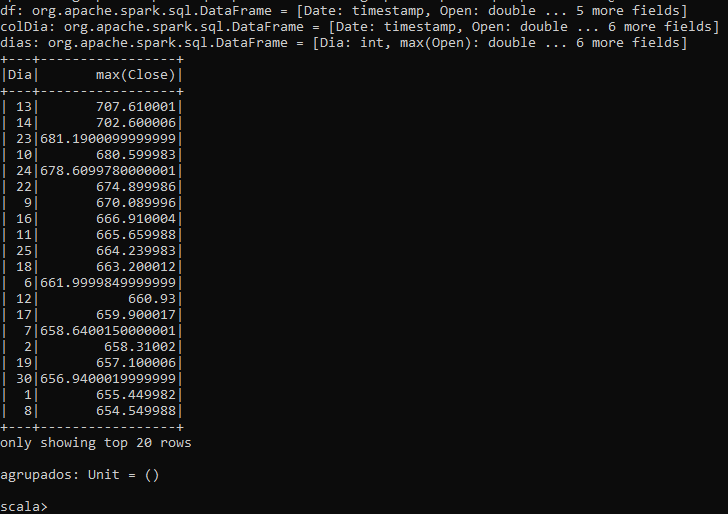 df: org.apache.spark.sql.DataFrame = [Date: timestamp, Open: double ... 5 more fields]
colDia: org.apache.spark.sql.DataFrame = [Date: timestamp, Open: double ... 6 more fields]
dias: org.apache.spark.sql.DataFrame = [Dia: int, max(Open): double ... 6 more fields]
+---+-----------------+
|Dia|       max(Close)|
+---+-----------------+
| 13|       707.610001|
| 14|       702.600006|
| 23|681.1900099999999|
| 10|       680.599983|
| 24|678.6099780000001|
| 22|       674.899986|
|  9|       670.089996|
| 16|       666.910004|
| 11|       665.659988|
| 25|       664.239983|
| 18|       663.200012|
|  6|661.9999849999999|
| 12|           660.93|
| 17|       659.900017|
|  7|658.6400150000001|
|  2|        658.31002|
| 19|       657.100006|
| 30|656.9400019999999|
|  1|       655.449982|
|  8|       654.549988|
+---+-----------------+
only showing top 20 rows
agrupados: Unit = ()
scala>